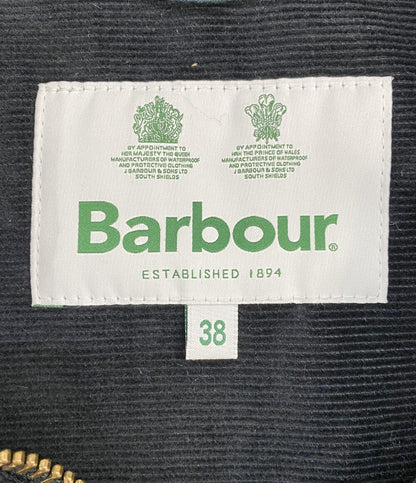 BY APPOINTMENT TO
HER MAJESTY THE QUEEN
MANUFACTURERS OF WATERPROOF
AND PROTECTIVE CLOTHING
J BARBOUR & SONS LTD
SOUTH SHIELDS
BY APPOINTMENT TO
HRH THE PRINCE OF WALES
MANUFACTURERS OF WATERPROOF
AND PROTECTIVE CLOTHING
J BARBOUR & SONS LTD
SOUTH SHIELDS
Barbour®
ESTABLISHED 1894
38